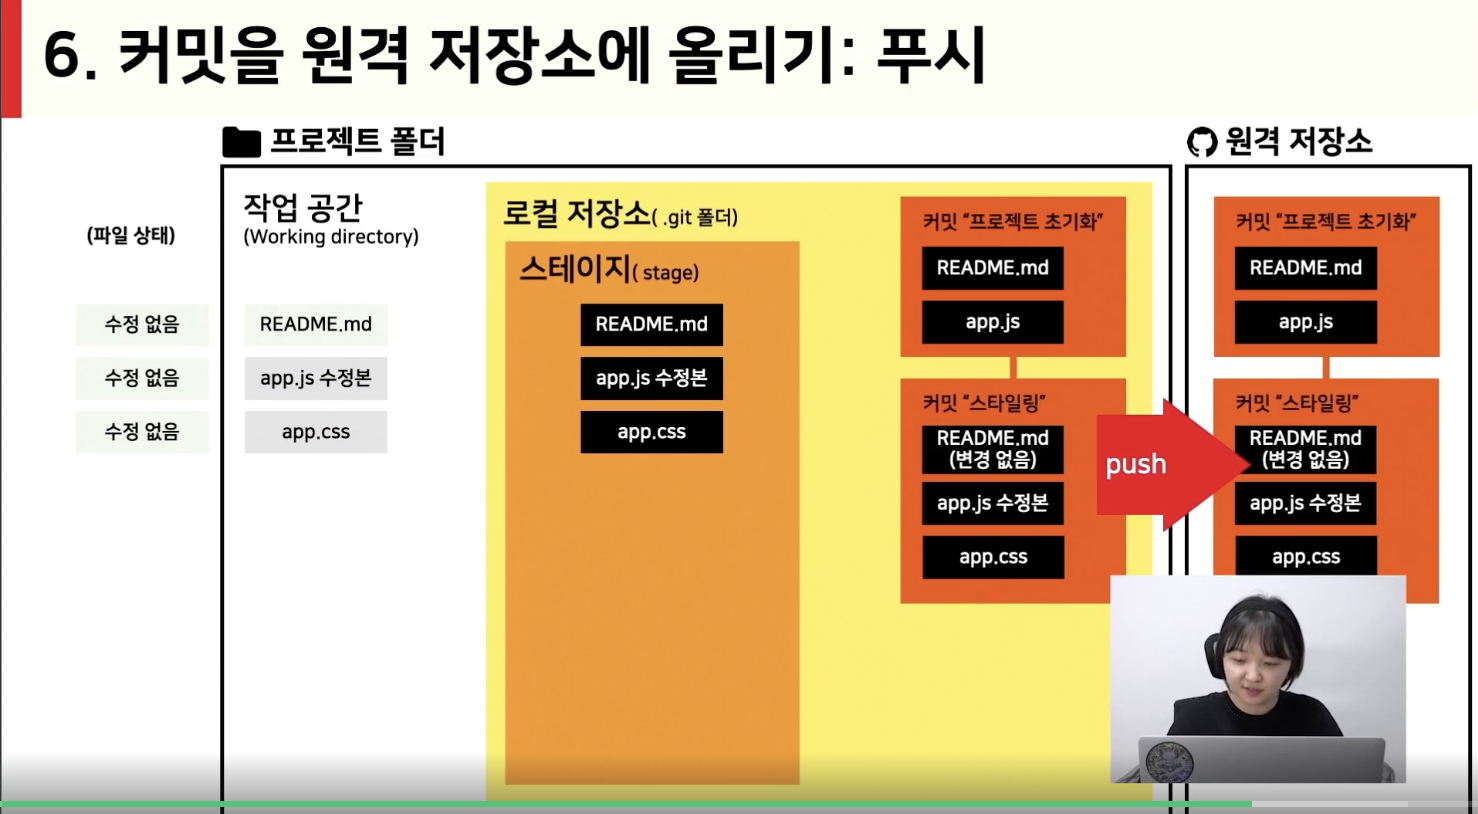 6. 커밋을 원격 저장소에 올리기: 푸시
프로젝트 폴더
원격 저장소
(파일 상태)
수정 없음
수정 없음
수정 없음
작업 공간
(Working directory)
README.md
app.js 수정본
app.css
로컬 저장소( .git 폴더)
스테이지( stage)
README.md
app.js 수정본
app.css
커밋 “프로젝트 초기화”
README.md
app.js
커밋 “스타일링”
README.md
(변경 없음)
app.js 수정본
app.css
push
커밋 “프로젝트 초기화”
README.md
app.js
커밋 “스타일링”
README.md
(변경 없음)
app.js 수정본
app.css